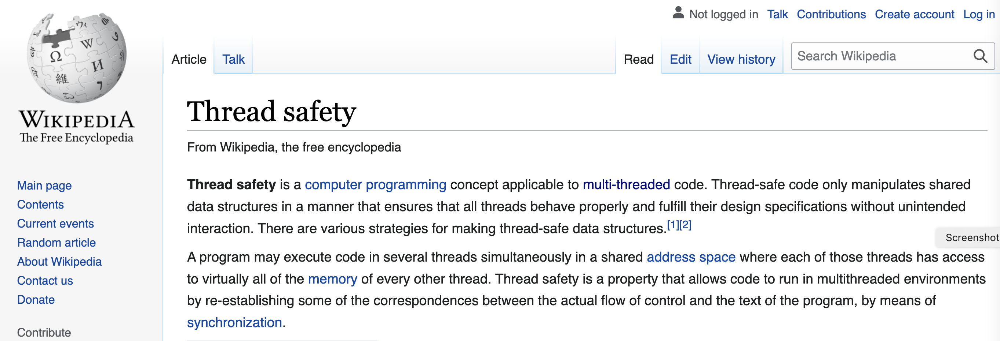 Not logged in Talk Contributions Create account Log in
Article Talk Read Edit View history Search Wikipedia
Ω W И 維 ウィ
WIKIPEDIA
The Free Encyclopedia
Main page
Contents
Current events
Random article
About Wikipedia
Contact us
Donate
Contribute
Thread safety
From Wikipedia, the free encyclopedia
Thread safety is a computer programming concept applicable to multi-threaded code. Thread-safe code only manipulates shared
data structures in a manner that ensures that all threads behave properly and fulfill their design specifications without unintended
interaction. There are various strategies for making thread-safe data structures.[1][2]
Screenshot
A program may execute code in several threads simultaneously in a shared address space where each of those threads has access
to virtually all of the memory of every other thread. Thread safety is a property that allows code to run in multithreaded environments
by re-establishing some of the correspondences between the actual flow of control and the text of the program, by means of
synchronization.